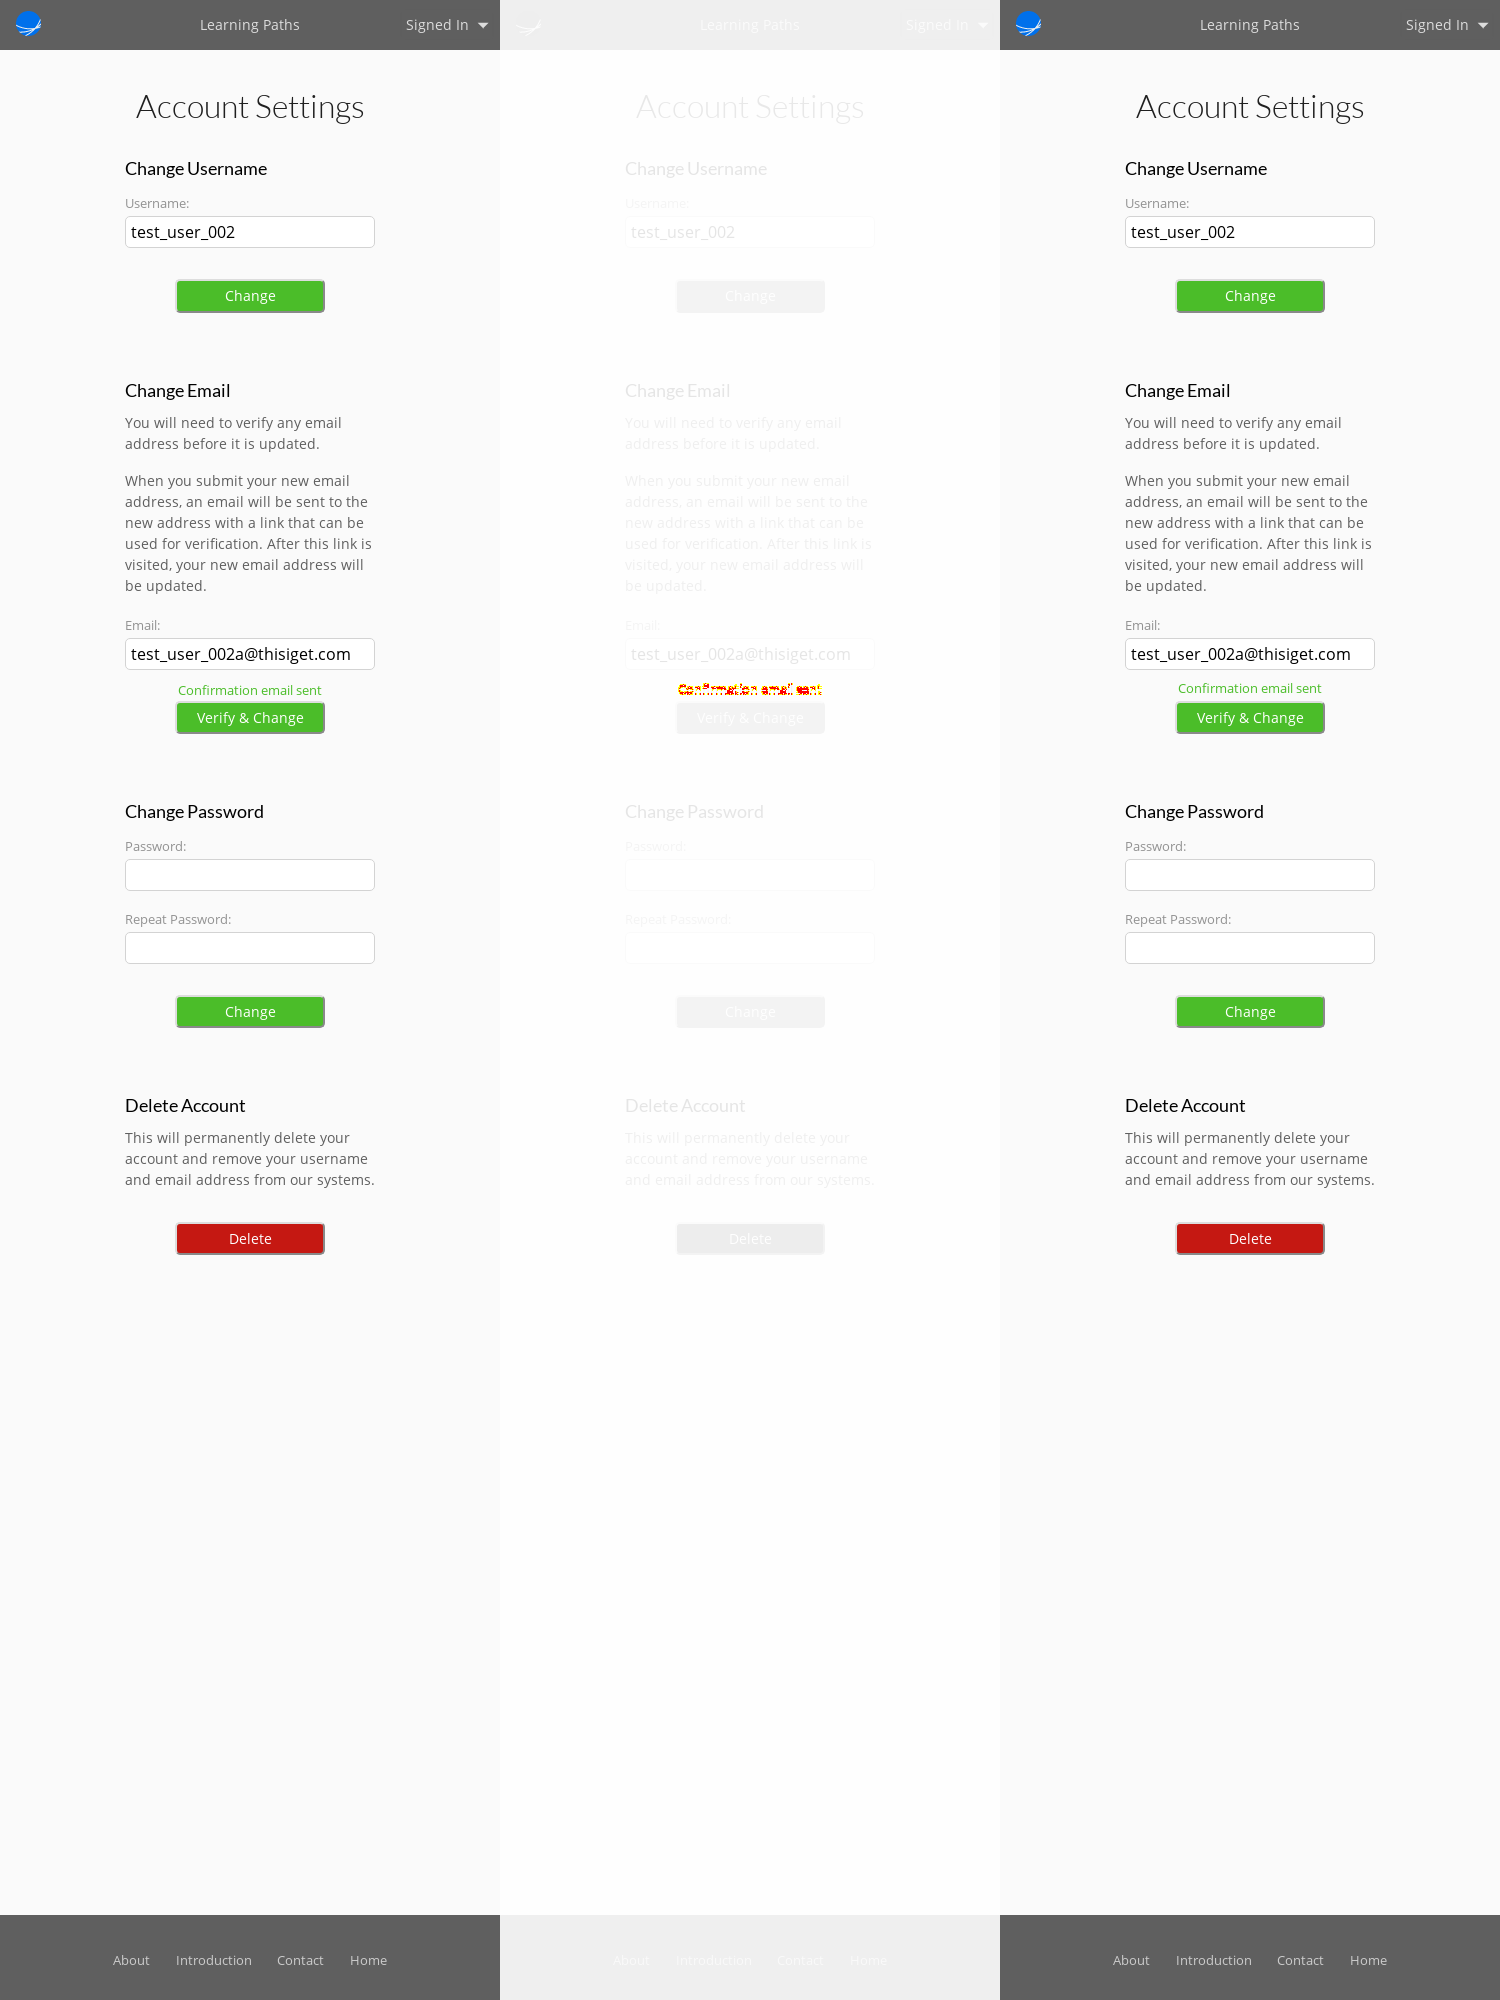 Learning Paths
Signed In
Account Settings
Change Username
Username:
test_user_002
Change
Change Email
You will need to verify any email
address before it is updated.
When you submit your new email
address, an email will be sent to the
new address with a link that can be
used for verification. After this link is
visited, your new email address will
be updated.
Email:
test_user_002a@thisiget.com
Confirmation email sent
Verify & Change
Change Password
Password:
Repeat Password:
Change
Delete Account
This will permanently delete your
account and remove your username
and email address from our systems.
Delete
About Introduction Contact Home
Learning Paths
Signed In
Account Settings
Change Username
Username:
test_user_002
Change
Change Email
You will need to verify any email
address before it is updated.
When you submit your new email
address, an email will be sent to the
new address with a link that can be
used for verification. After this link is
visited, your new email address will
be updated.
Email:
test_user_002a@thisiget.com
Confirmation email sent
Verify & Change
Change Password
Password:
Repeat Password:
Change
Delete Account
This will permanently delete your
account and remove your username
and email address from our systems.
Delete
About Introduction Contact Home
Learning Paths
Signed In
Account Settings
Change Username
Username:
test_user_002
Change
Change Email
You will need to verify any email
address before it is updated.
When you submit your new email
address, an email will be sent to the
new address with a link that can be
used for verification. After this link is
visited, your new email address will
be updated.
Email:
test_user_002a@thisiget.com
Confirmation email sent
Verify & Change
Change Password
Password:
Repeat Password:
Change
Delete Account
This will permanently delete your
account and remove your username
and email address from our systems.
Delete
About Introduction Contact Home